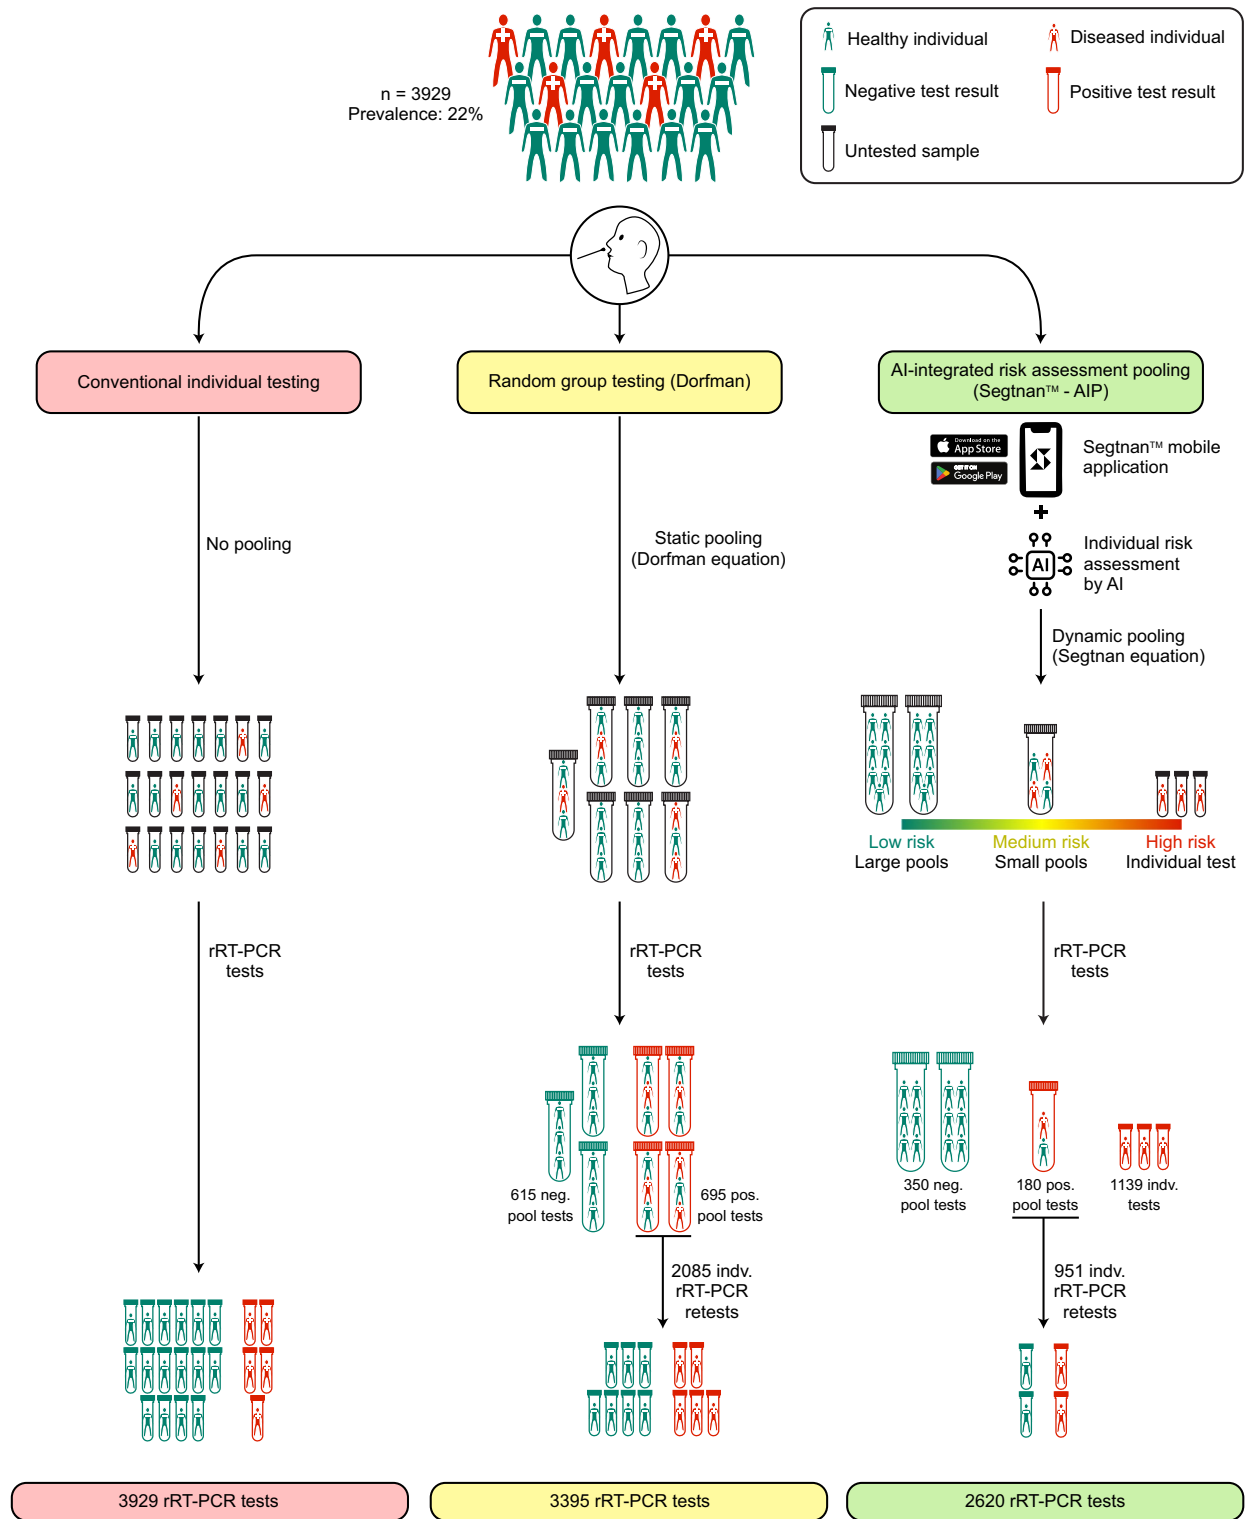 n = 3929
Prevalence: 22%
Healthy individual
Diseased individual
Negative test result
Positive test result
Untested sample
Conventional individual testing
Random group testing (Dorfman)
AI-integrated risk assessment pooling
(Segtnan™ - AIP)
Download on the
App Store
GET IT ON
Google Play
Segtnan™ mobile
application
No pooling
Static pooling
(Dorfman equation)
AI
Individual risk
assessment
by AI
Dynamic pooling
(Segtnan equation)
Low risk
Large pools
Medium risk
Small pools
High risk
Individual test
rRT-PCR
tests
rRT-PCR
tests
rRT-PCR
tests
615 neg.
pool tests
695 pos.
pool tests
350 neg.
pool tests
180 pos.
pool tests
1139 indv.
tests
2085 indv.
rRT-PCR
retests
951 indv.
rRT-PCR
retests
3929 rRT-PCR tests
3395 rRT-PCR tests
2620 rRT-PCR tests